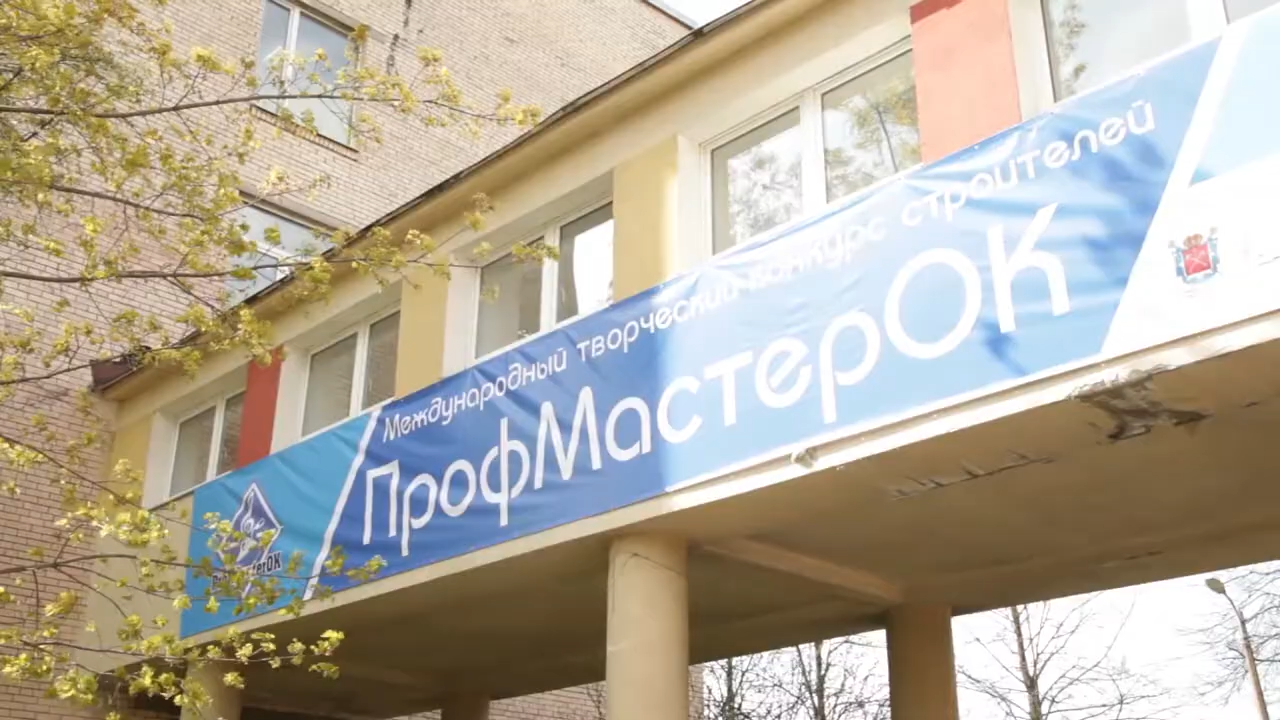 Международный творческий конкурс строителей
ПрофМастерОК